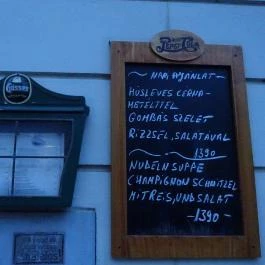 Gösser
PEPSI-COLA
NAPI AJÁNLAT
HÚSLEVES CERNA-
METÉLTTEL
GOMBÁS SZELET
RIZZSEL, SALÁTÁVAL
1390
NUDELNSUPPE
CHAMPIGNON SCHNITZEL
MIT REIS, UND SALAT
-1390-